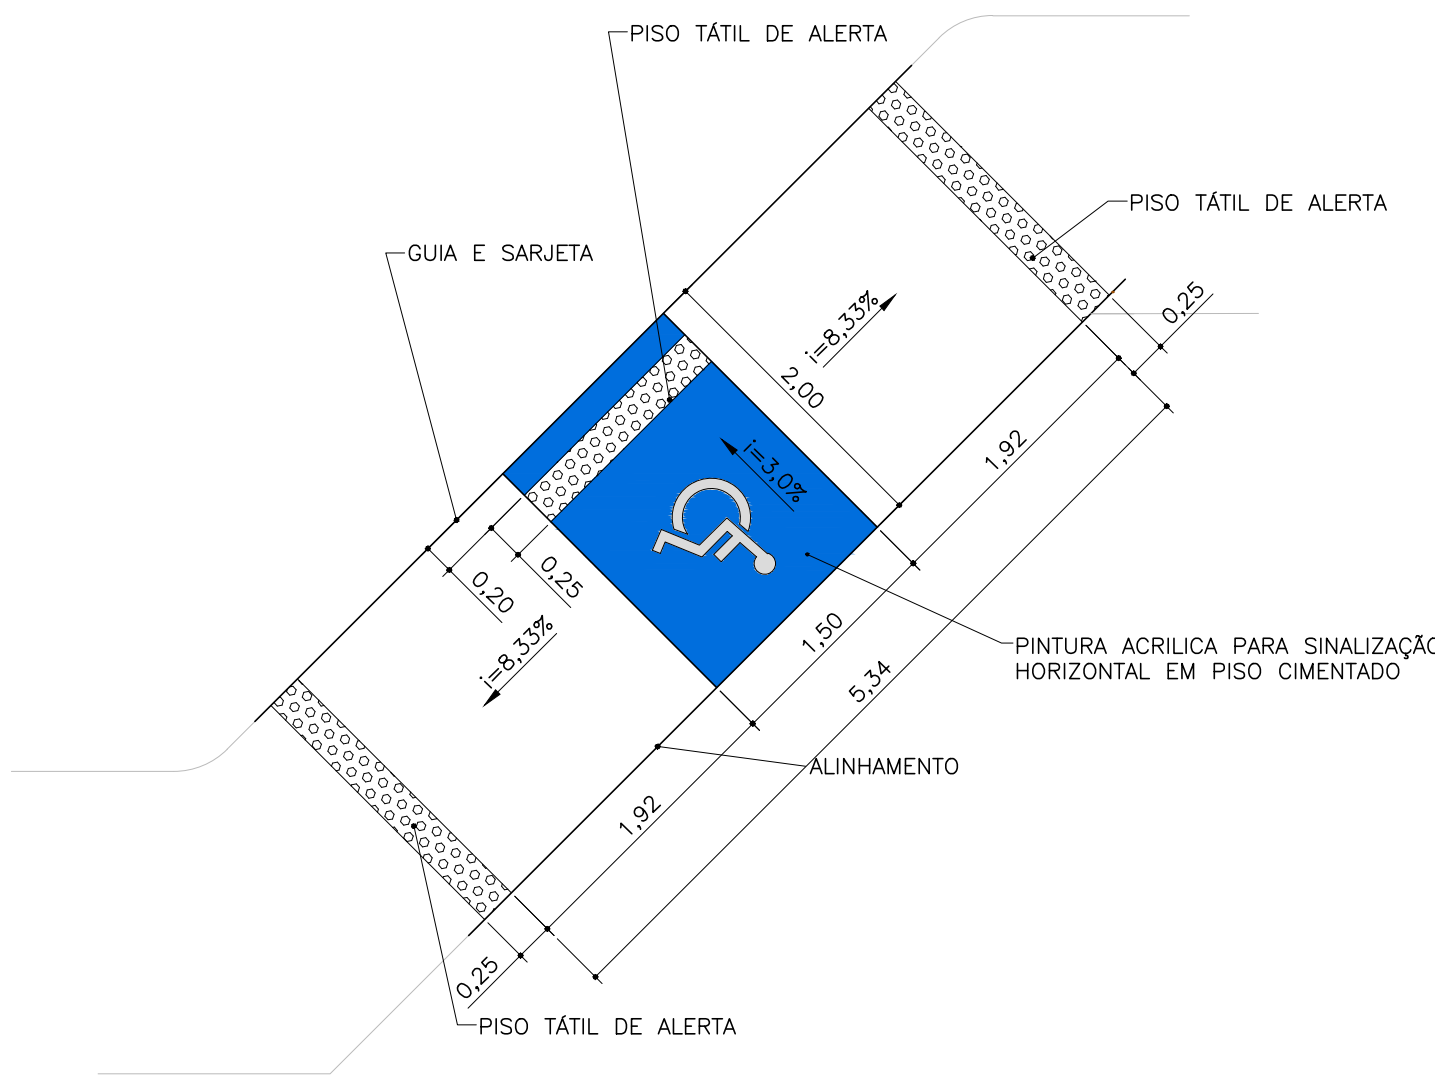 PISO TÁTIL DE ALERTA
PISO TÁTIL DE ALERTA
GUIA E SARJETA
0,25
i=8,33%
2,00
1,92
i=3,0%
0,25
0,20
1,50
i=8,33%
PINTURA ACRILICA PARA SINALIZAÇÃO
HORIZONTAL EM PISO CIMENTADO
5,34
ALINHAMENTO
1,92
0,25
PISO TÁTIL DE ALERTA